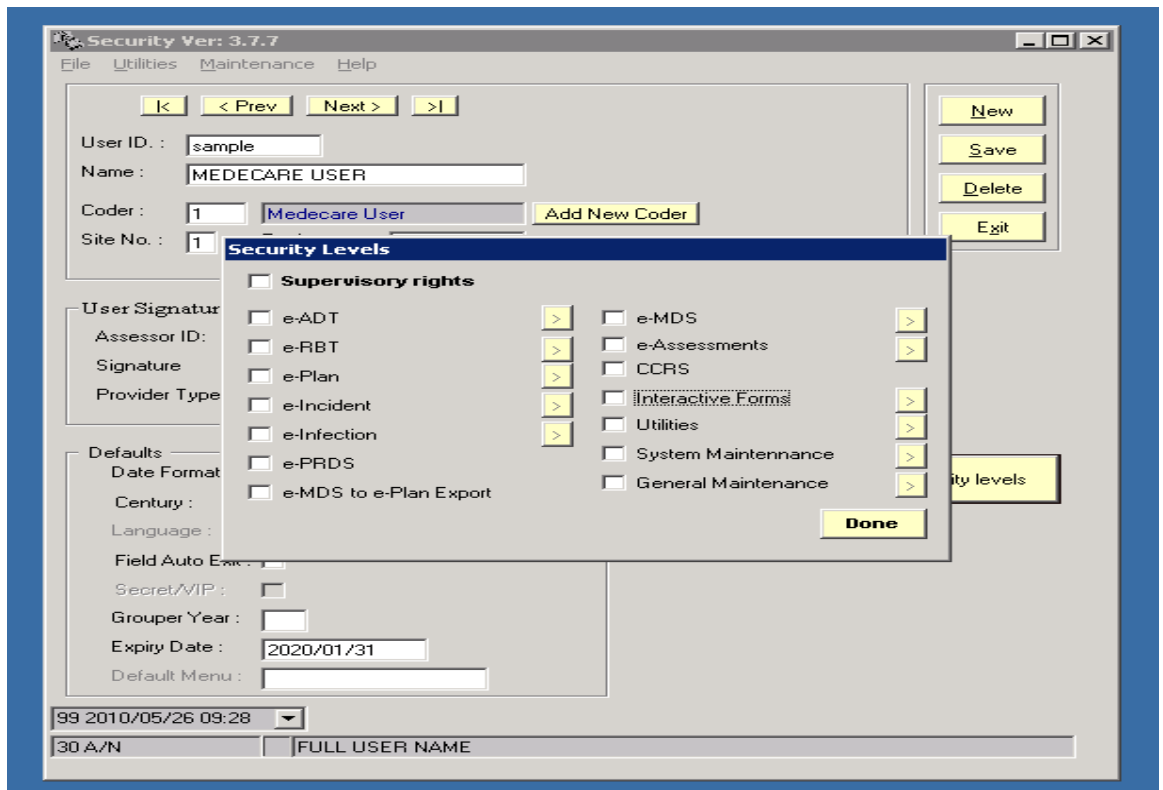 Security Ver: 3.7.7
File Utilities Maintenance Help
|< < Prev Next > >|
New
User ID. : sample
Save
Name : MEDECARE USER
Delete
Coder : 1 Medecare User Add New Coder
Exit
Site No. : 1
Security Levels
Supervisory rights
User Signatur
Assessor ID:
Signature
Provider Type
e-ADT >
e-RBT >
e-Plan >
e-Incident >
e-Infection >
e-PRDS
e-MDS to e-Plan Export
e-MDS >
e-Assessments >
CCRS
Interactive Forms >
Utilities >
System Maintennance >
General Maintenance >
Done
ity levels
Defaults
Date Format
Century :
Language :
Field Auto Exit :
Secret/VIP :
Grouper Year :
Expiry Date : 2020/01/31
Default Menu :
99 2010/05/26 09:28
30 A/N FULL USER NAME